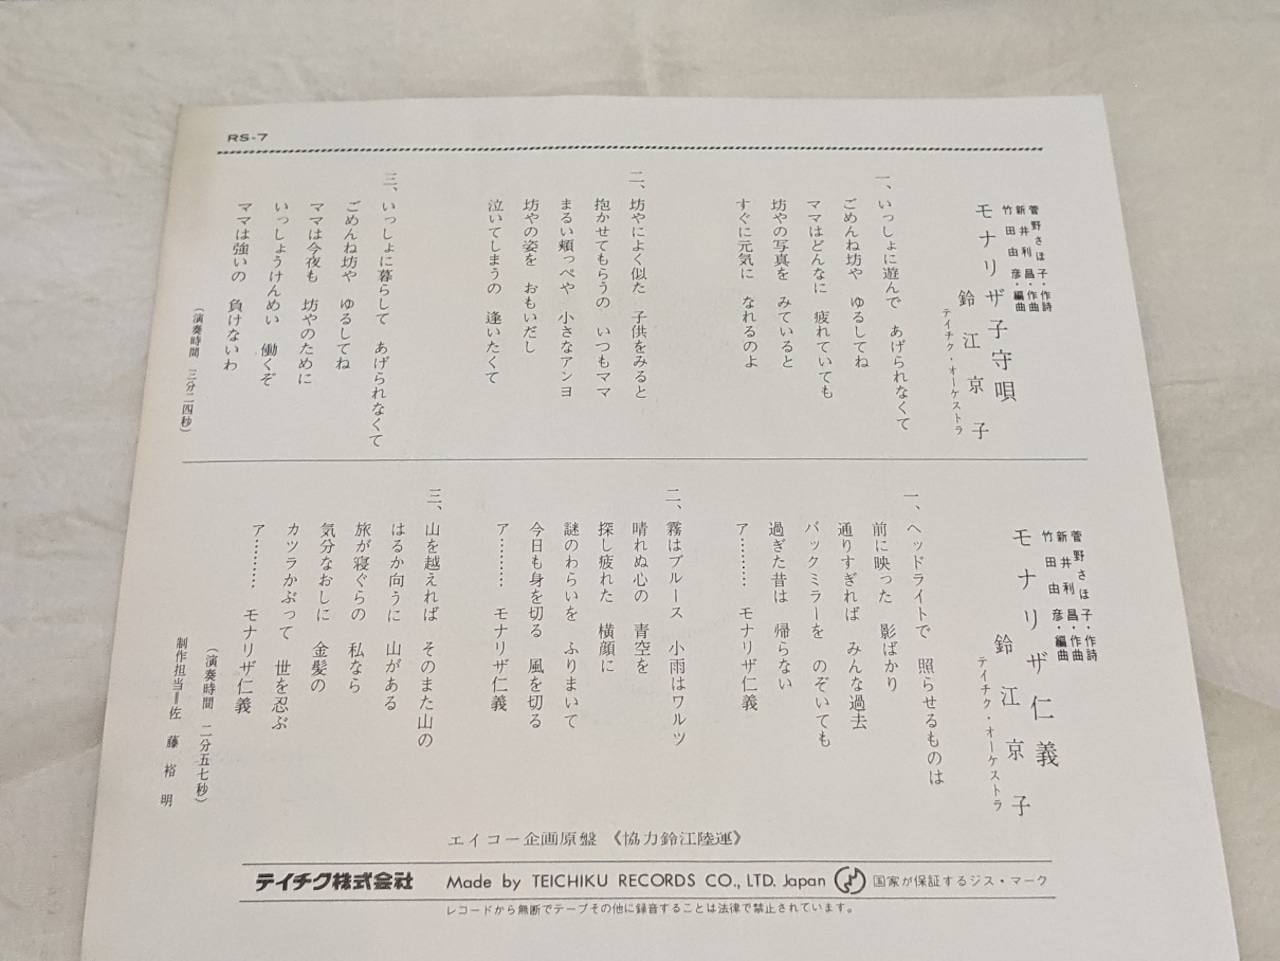 RS-7
モナリザ子守唄
菅野さほ子・作詩
新井利昌・作曲
竹田由彦・編曲
鈴江京子
テイチク・オーケストラ
一、いっしょに遊んで あげられなくて
ごめんね坊や ゆるしてね
ママはどんなに 疲れていても
坊やの写真を みていると
すぐに元気に なれるのよ
二、坊やによく似た 子供をみると
抱かせてもらうの いつもママ
まるい頬っぺや 小さなアンヨ
坊やの姿を おもいだし
泣いてしまうの 逢いたくて
三、いっしょに暮らして あげられなくて
ごめんね坊や ゆるしてね
ママは今夜も 坊やのために
いっしょうけんめい 働くぞ
ママは強いの 負けないわ
(演奏時間 三分二四秒)
モナリザ仁義
菅野さほ子・作詩
新井利昌・作曲
竹田由彦・編曲
鈴江京子
テイチク・オーケストラ
一、ヘッドライトで 照らせるものは
前に映った 影ばかり
通りすぎれば みんな過去
バックミラーを のぞいても
過ぎた昔は 帰らない
ア……… モナリザ仁義
二、霧はブルース 小雨はワルツ
晴れぬ心の 青空を
探し疲れた 横顔に
謎のわらいを ふりまいて
今日も身を切る 風を切る
ア……… モナリザ仁義
三、山を越えれば そのまた山の
はるか向うに 山がある
旅が寝ぐらの 私なら
気分なおしに 金髪の
カツラかぶって 世を忍ぶ
ア……… モナリザ仁義
(演奏時間 二分五七秒)
制作担当=佐藤裕明
エイコー企画原盤 《協力鈴江陸運》
テイチク株式会社 Made by TEICHIKU RECORDS CO., LTD. Japan 国家が保証するジス・マーク
レコードから無断でテープその他に録音することは法律で禁止されています。